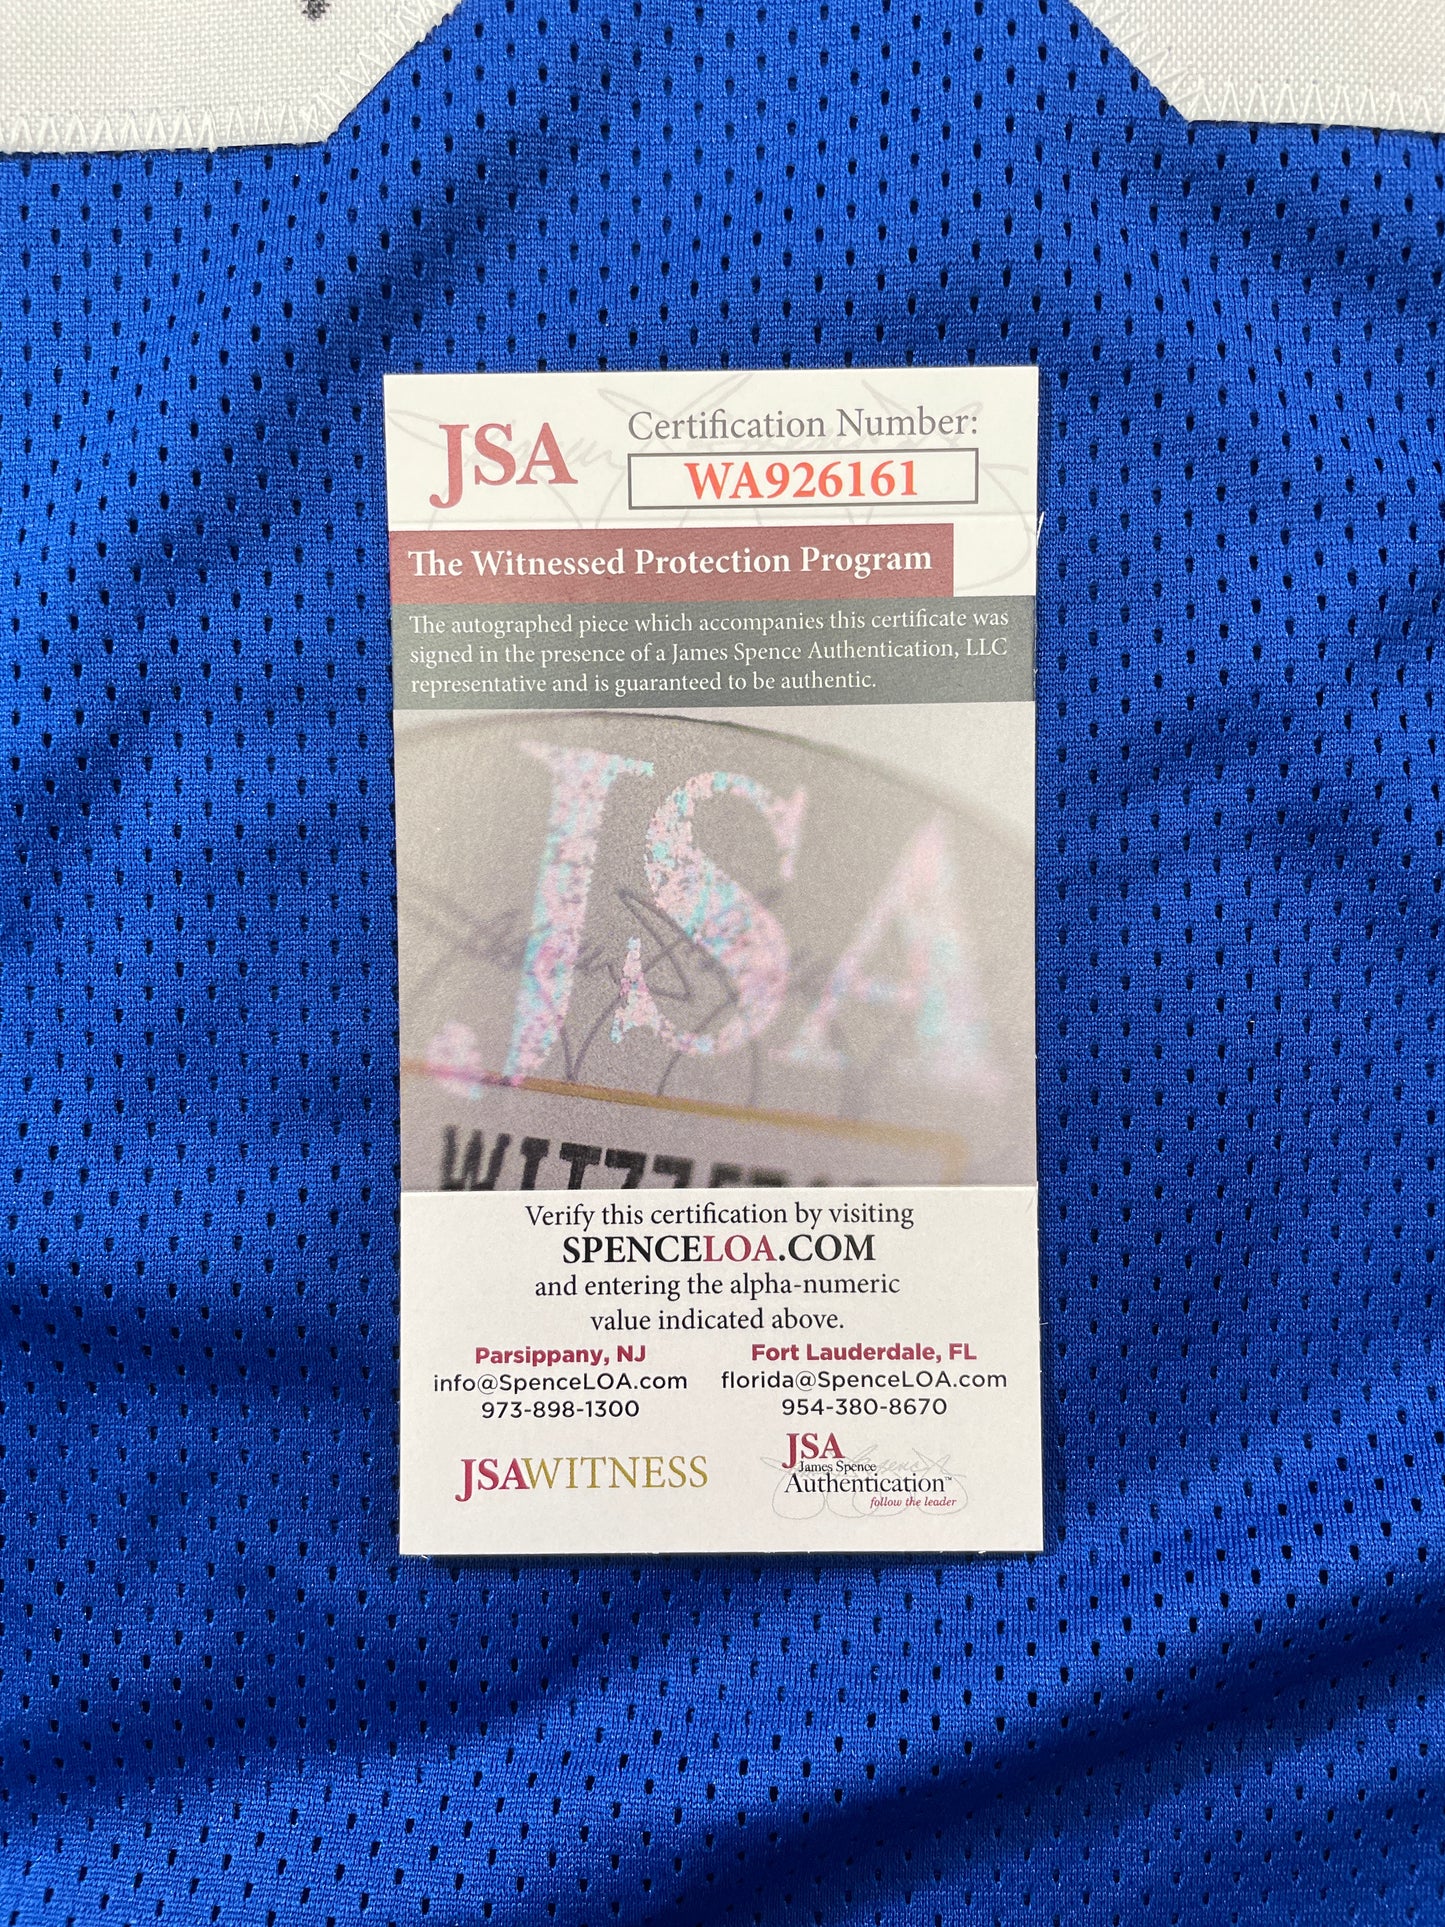 JSA
Certification Number:
WA926161
The Witnessed Protection Program
The autographed piece which accompanies this certificate was
signed in the presence of a James Spence Authentication, LLC
representative and is guaranteed to be authentic.
JSA
Verify this certification by visiting
SPENCELOA.COM
and entering the alpha-numeric
value indicated above.
Parsippany, NJ
info@SpenceLOA.com
973-898-1300
Fort Lauderdale, FL
florida@SpenceLOA.com
954-380-8670
JSAWITNESS
JSA
James Spence
Authentication™
follow the leader